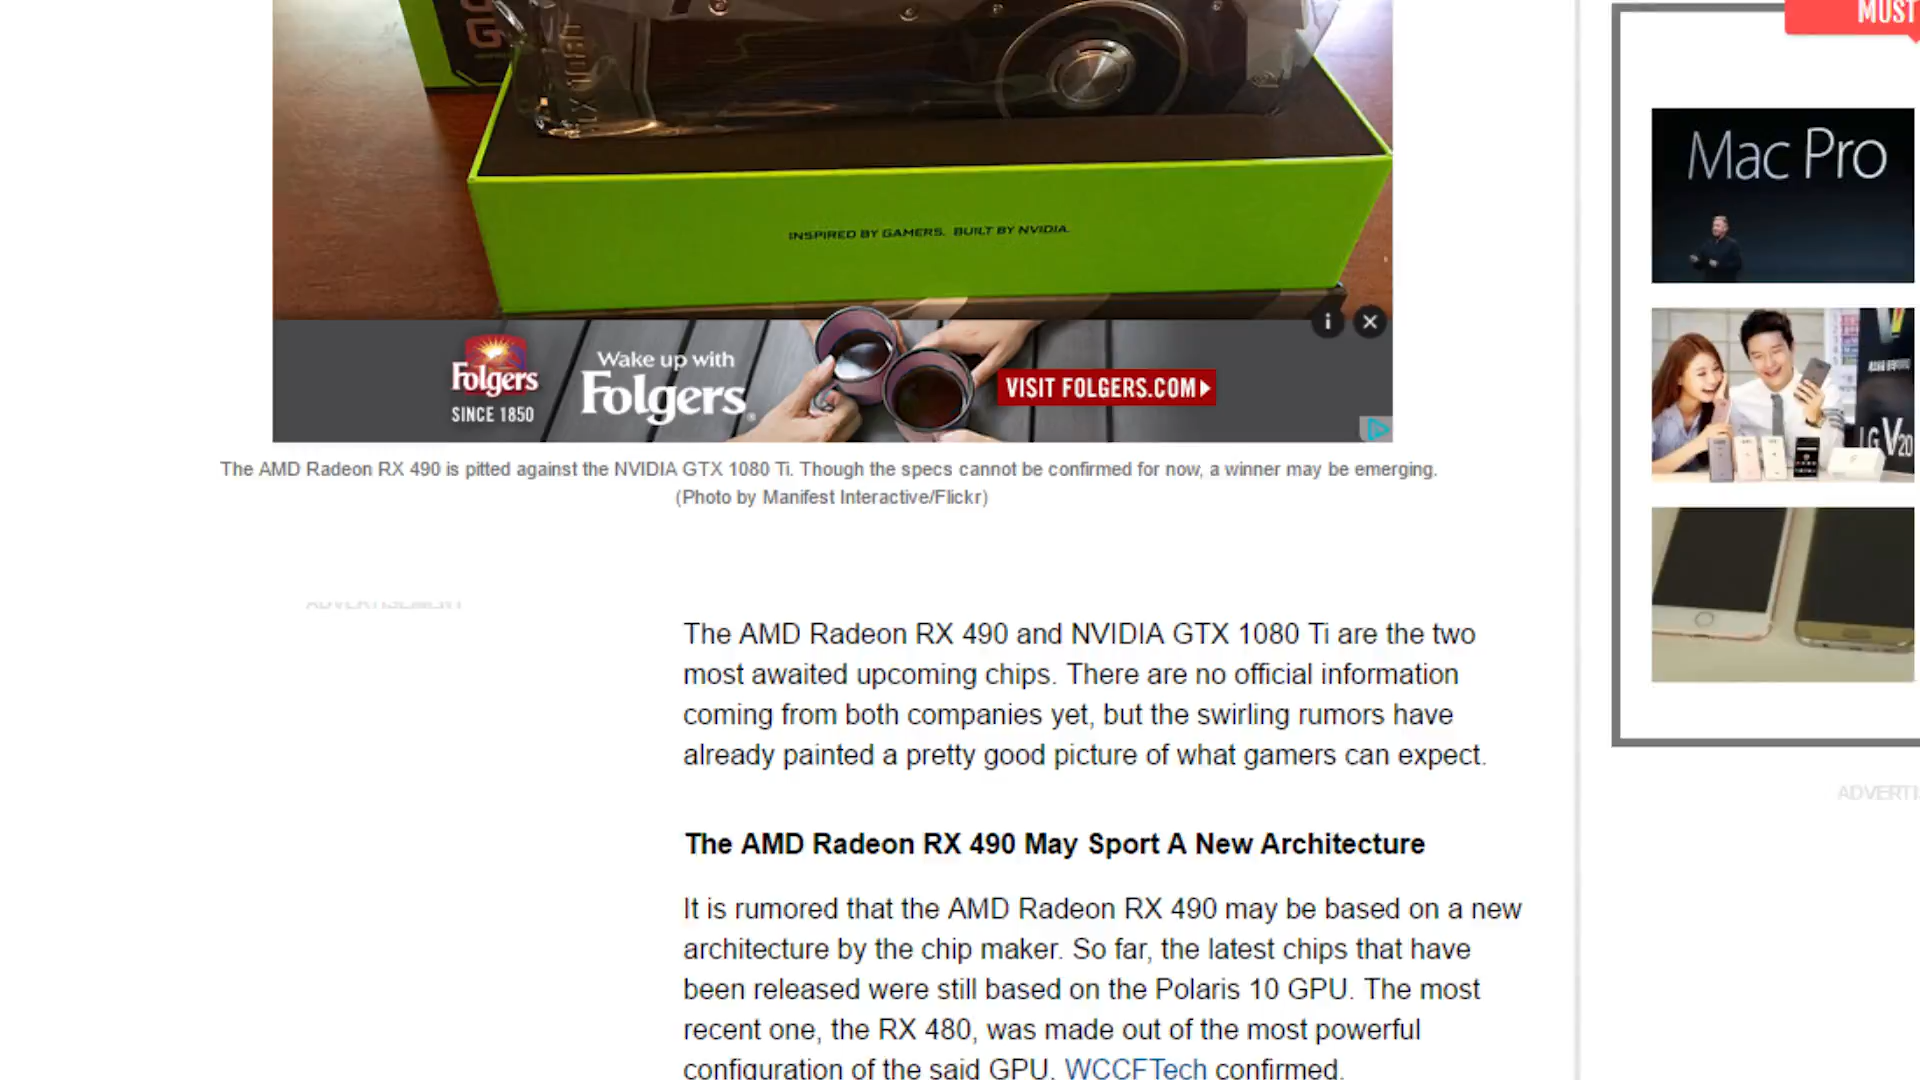 MUST
Mac Pro
INSPIRED BY GAMERS. BUILT BY NVIDIA.
Folgers
SINCE 1850
Wake up with
Folgers
VISIT FOLGERS.COM
LG V20
The AMD Radeon RX 490 is pitted against the NVIDIA GTX 1080 Ti. Though the specs cannot be confirmed for now, a winner may be emerging.
(Photo by Manifest Interactive/Flickr)
ADVERTISEMENT
The AMD Radeon RX 490 and NVIDIA GTX 1080 Ti are the two
most awaited upcoming chips. There are no official information
coming from both companies yet, but the swirling rumors have
already painted a pretty good picture of what gamers can expect.
ADVERTI
The AMD Radeon RX 490 May Sport A New Architecture
It is rumored that the AMD Radeon RX 490 may be based on a new
architecture by the chip maker. So far, the latest chips that have
been released were still based on the Polaris 10 GPU. The most
recent one, the RX 480, was made out of the most powerful
configuration of the said GPU, WCCFTech confirmed.